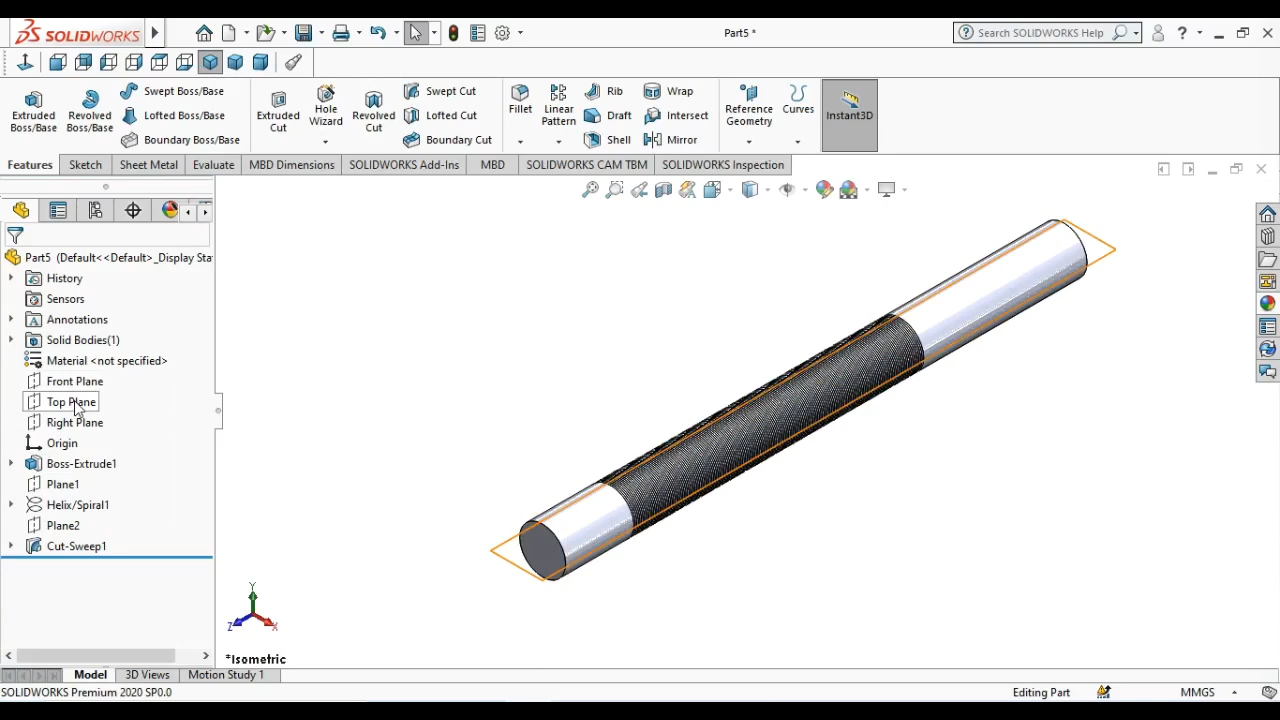 SOLIDWORKS
Part5 *
Search SOLIDWORKS Help
?
Extruded Boss/Base
Revolved Boss/Base
Swept Boss/Base
Lofted Boss/Base
Boundary Boss/Base
Extruded Cut
Hole Wizard
Revolved Cut
Swept Cut
Lofted Cut
Boundary Cut
Fillet
Linear Pattern
Rib
Draft
Shell
Wrap
Intersect
Mirror
Reference Geometry
Curves
Instant3D
Features
Sketch
Sheet Metal
Evaluate
MBD Dimensions
SOLIDWORKS Add-Ins
MBD
SOLIDWORKS CAM TBM
SOLIDWORKS Inspection
Part5 (Default<<Default>_Display Sta
History
Sensors
Annotations
Solid Bodies(1)
Material <not specified>
Front Plane
Top Plane
Right Plane
Origin
Boss-Extrude1
Plane1
Helix/Spiral1
Plane2
Cut-Sweep1
Y
Z
X
*Isometric
Model
3D Views
Motion Study 1
SOLIDWORKS Premium 2020 SP0.0
Editing Part
MMGS